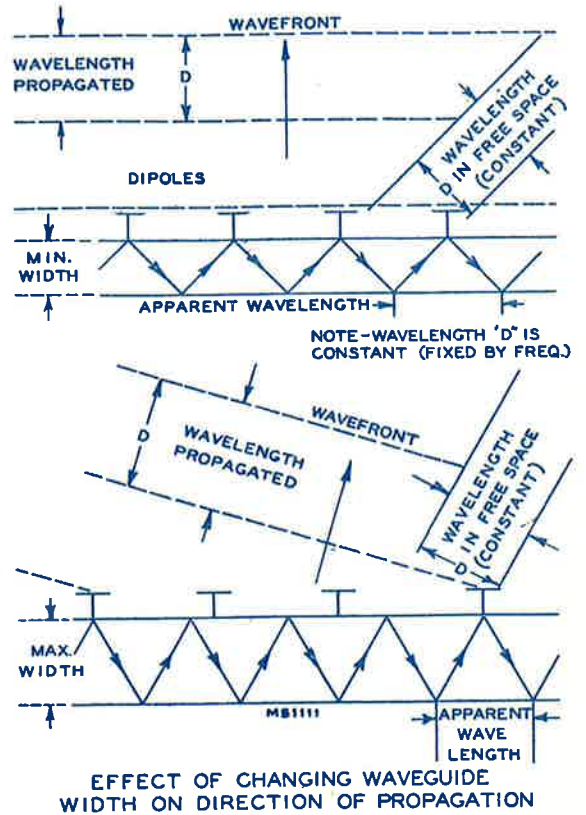 WAVEFRONT
WAVELENGTH
PROPAGATED
D
WAVELENGTH
IN FREE SPACE
(CONSTANT)
D
DIPOLES
MIN.
WIDTH
APPARENT WAVELENGTH
NOTE-WAVELENGTH "D" IS
CONSTANT (FIXED BY FREQ.)
WAVEFRONT
D
WAVELENGTH
PROPAGATED
WAVELENGTH
IN FREE SPACE
(CONSTANT)
D
MAX.
WIDTH
MS1111
APPARENT
WAVE
LENGTH
EFFECT OF CHANGING WAVEGUIDE
WIDTH ON DIRECTION OF PROPAGATION